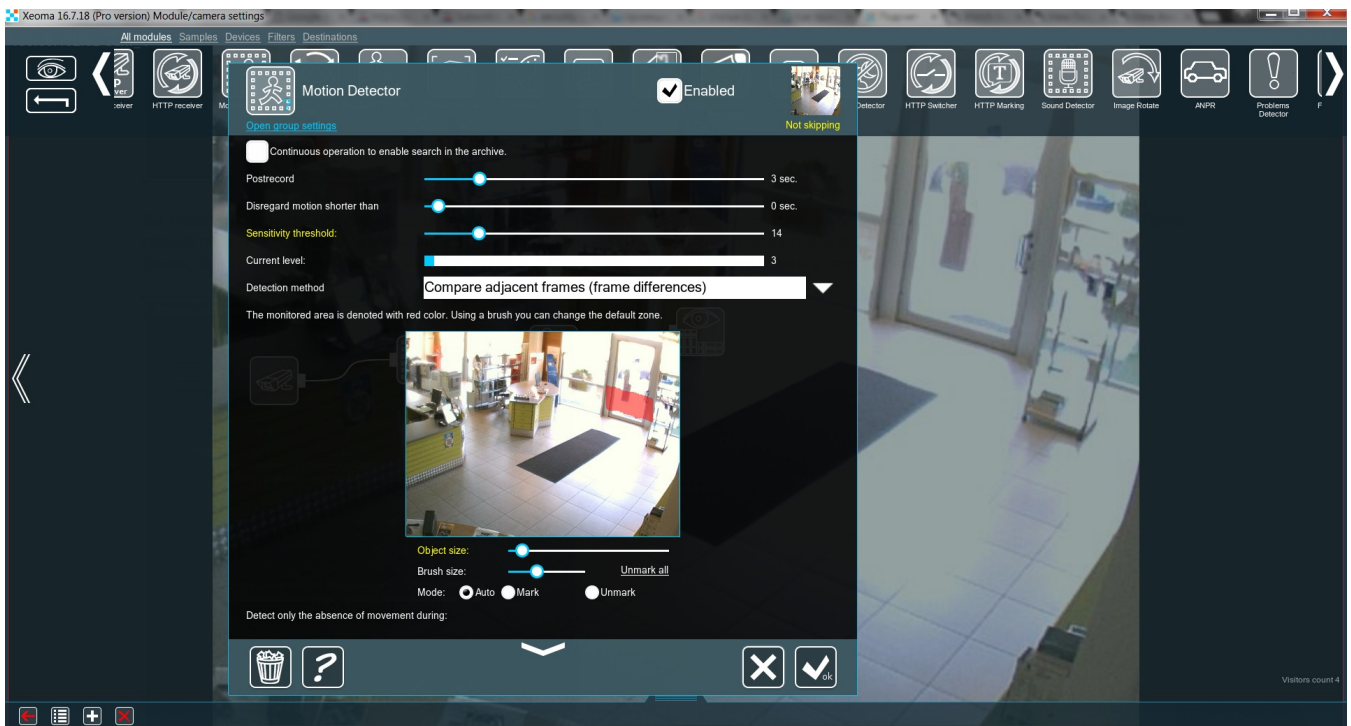 Xeoma 16.7.18 (Pro version) Module/camera settings
All modules Samples Devices Filters Destinations
HTTP receiver
Detector
HTTP Switcher
HTTP Marking
Sound Detector
Image Rotate
ANPR
Problems Detector
Motion Detector
Enabled
Open group settings
Not skipping
Continuous operation to enable search in the archive.
Postrecord 3 sec.
Disregard motion shorter than 0 sec.
Sensitivity threshold: 14
Current level: 3
Detection method Compare adjacent frames (frame differences)
The monitored area is denoted with red color. Using a brush you can change the default zone.
Object size:
Brush size: Unmark all
Mode: Auto Mark Unmark
Detect only the absence of movement during:
ok
Visitors count 4